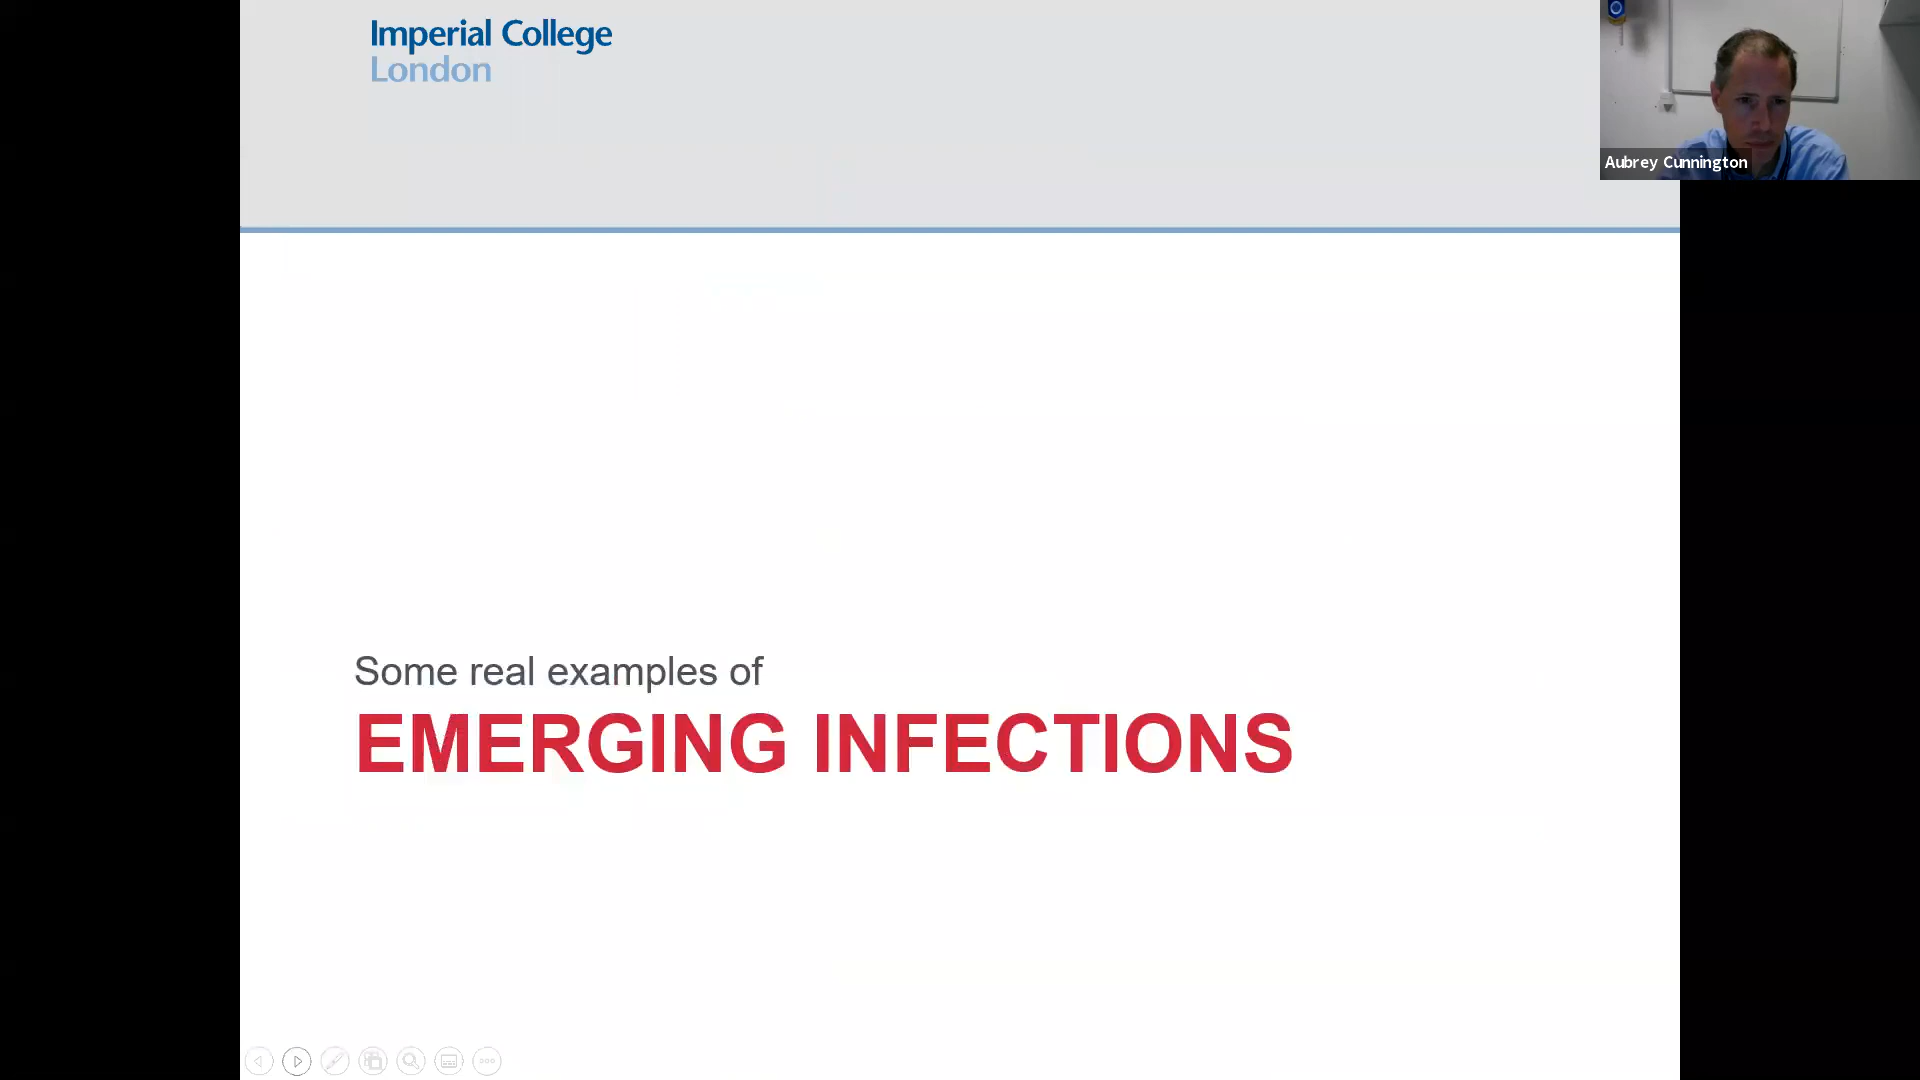 Imperial College
London
Aubrey Cunnington
Some real examples of
EMERGING INFECTIONS